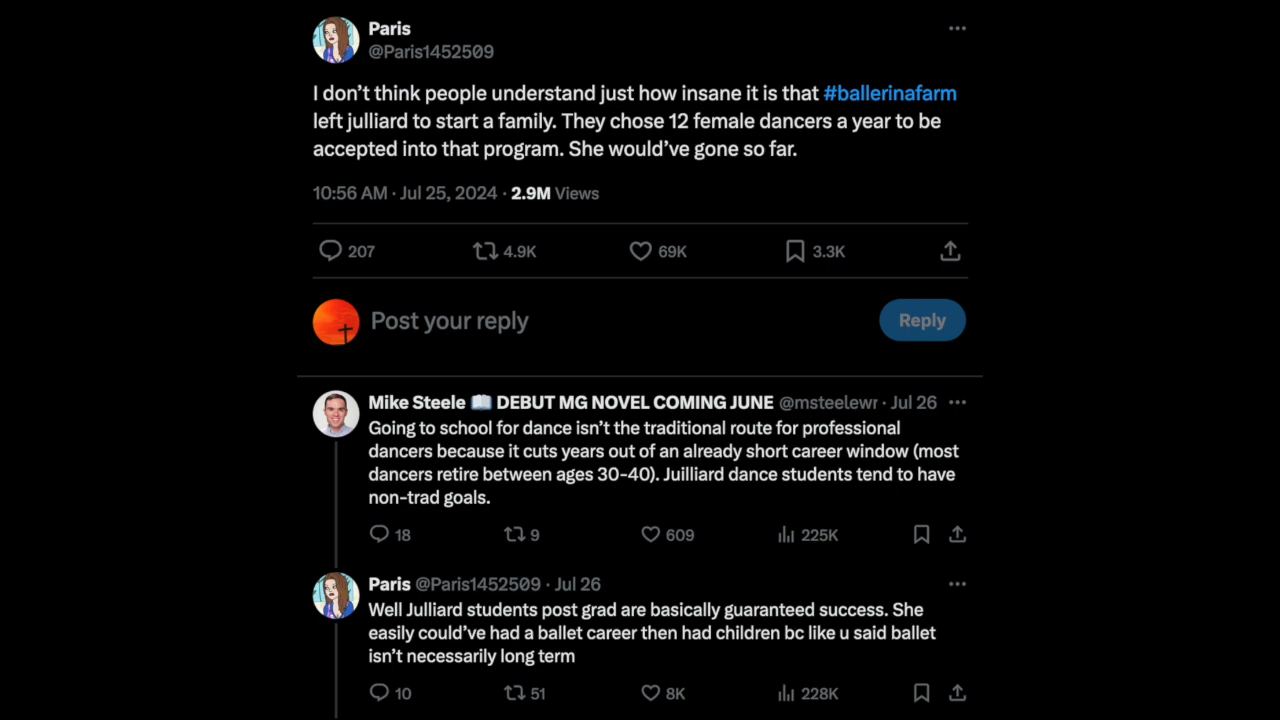 Paris
@Paris1452509
I don’t think people understand just how insane it is that #ballerinafarm
left julliard to start a family. They chose 12 female dancers a year to be
accepted into that program. She would’ve gone so far.
10:56 AM · Jul 25, 2024 · 2.9M Views
207 4.9K 69K 3.3K
Post your reply Reply
Mike Steele 📖 DEBUT MG NOVEL COMING JUNE @msteelewr · Jul 26
Going to school for dance isn’t the traditional route for professional
dancers because it cuts years out of an already short career window (most
dancers retire between ages 30-40). Juilliard dance students tend to have
non-trad goals.
18 9 609 225K
Paris @Paris1452509 · Jul 26
Well Julliard students post grad are basically guaranteed success. She
easily could’ve had a ballet career then had children bc like u said ballet
isn’t necessarily long term
10 51 8K 228K